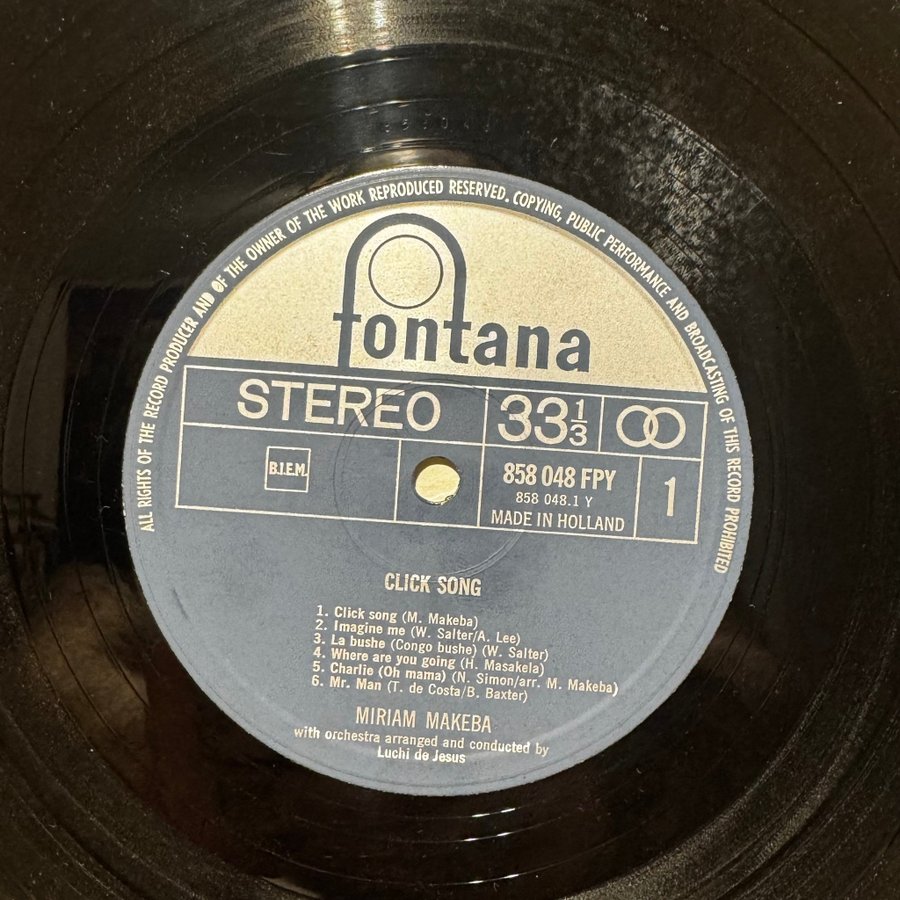 ALL RIGHTS OF THE RECORD PRODUCER AND OF THE OWNER OF THE WORK REPRODUCED RESERVED. COPYING, PUBLIC PERFORMANCE AND BROADCASTING OF THIS RECORD PROHIBITED
fontana
STEREO 33 1/3
B.I.E.M. 858 048 FPY 1
858 048.1 Y
MADE IN HOLLAND
CLICK SONG
1. Click song (M. Makeba)
2. Imagine me (W. Salter/A. Lee)
3. La bushe (Congo bushe) (W. Salter)
4. Where are you going (H. Masakela)
5. Charlie (Oh mama) (N. Simon/arr. M. Makeba)
6. Mr. Man (T. de Costa/B. Baxter)
MIRIAM MAKEBA
with orchestra arranged and conducted by
Luchi de Jesus